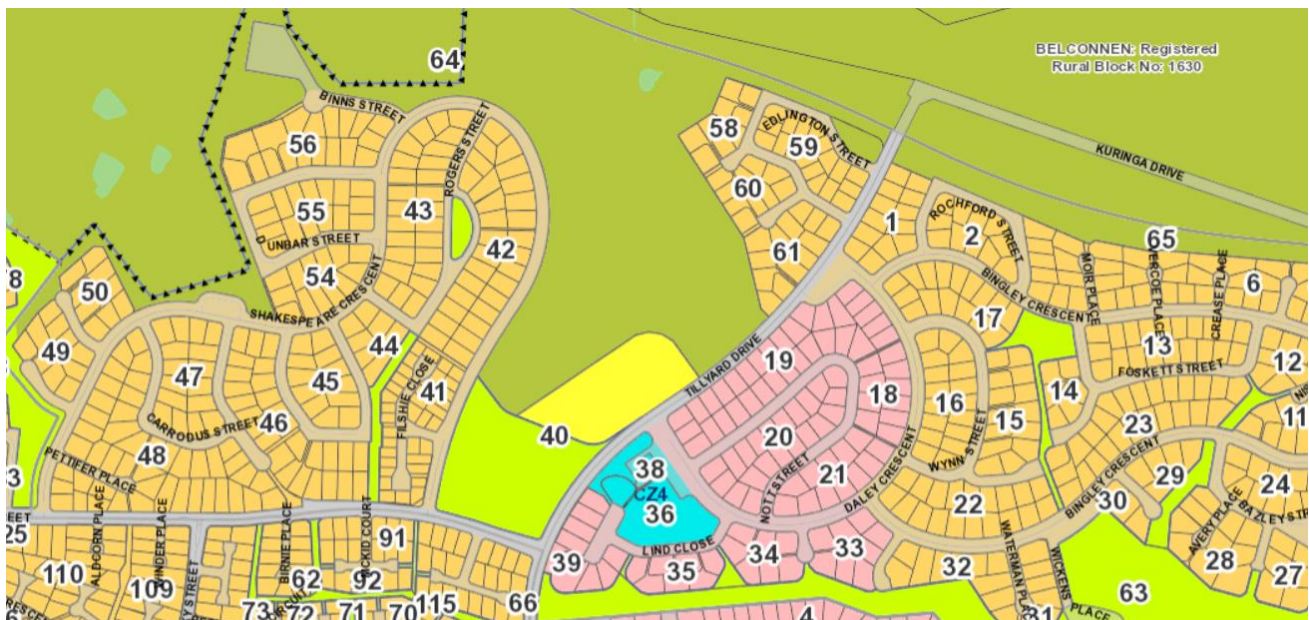 64
BELCONNEN: Registered
Rural Block No: 1630
BINNS STREET
56
58
EDLINGTON STREET
59
KURINGA DRIVE
ROGERS STREET
60
43
55
1
ROCHFORD STREET
2
65
DUNBAR STREET
42
61
MOIR PLACE
VERCOE PLACE
CREASE PLACE
6
54
50
SHAKESPEARE CRESCENT
BINGLEY CRESCENT
17
44
49
47
45
19
13
12
41
FILSHIE CLOSE
TILLYARD DRIVE
18
16
14
FOSKETT STREET
CARRODUS STREET
46
15
23
11
40
20
48
PETTIFER PLACE
38
CZ4
36
21
NOTT STREET
DALEY CRESCENT
WYNN STREET
22
BINGLEY CRESCENT
29
30
24
25
91
LIND CLOSE
AVERY PLACE
28
110
109
BIRNIE PLACE
62
92
39
35
34
33
32
WATERMAN
WICKENS
PLACE
63
27
73
72
71
70
115
66
4
31